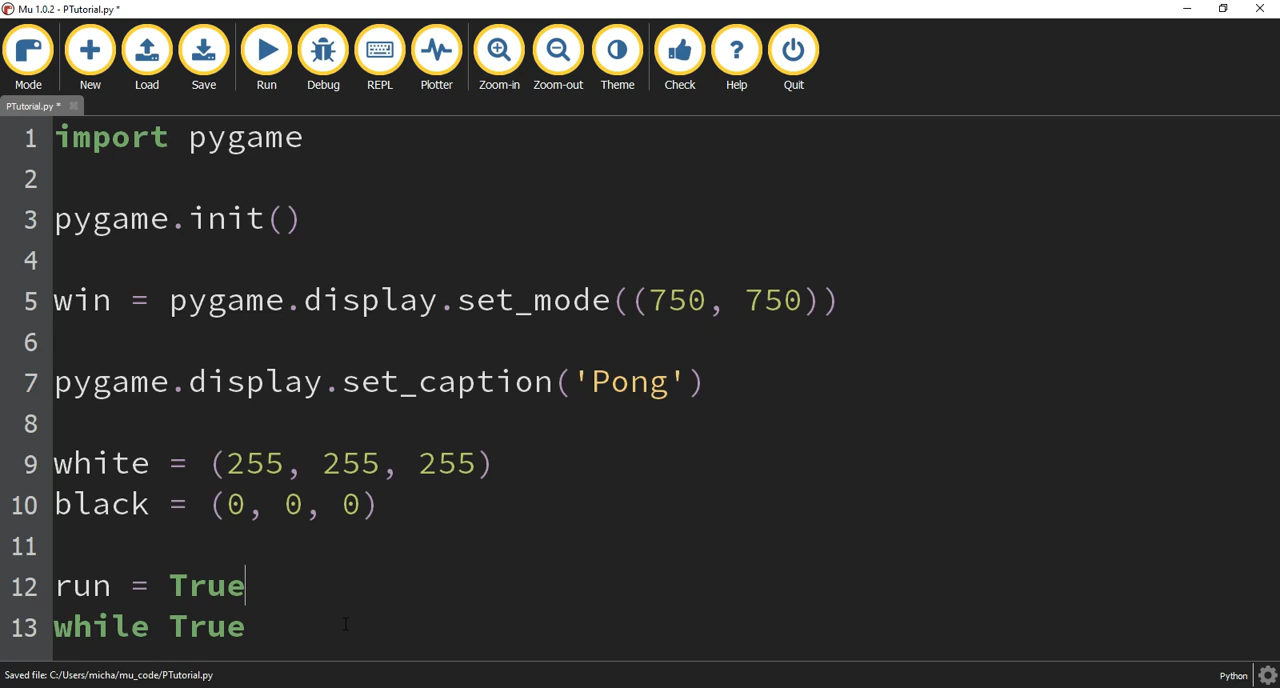 Mu 1.0.2 - PTutorial.py *
Mode New Load Save Run Debug REPL Plotter Zoom-in Zoom-out Theme Check Help Quit
PTutorial.py *
1 import pygame
2
3 pygame.init()
4
5 win = pygame.display.set_mode((750, 750))
6
7 pygame.display.set_caption('Pong')
8
9 white = (255, 255, 255)
10 black = (0, 0, 0)
11
12 run = True
13 while True
Saved file: C:/Users/micha/mu_code/PTutorial.py Python